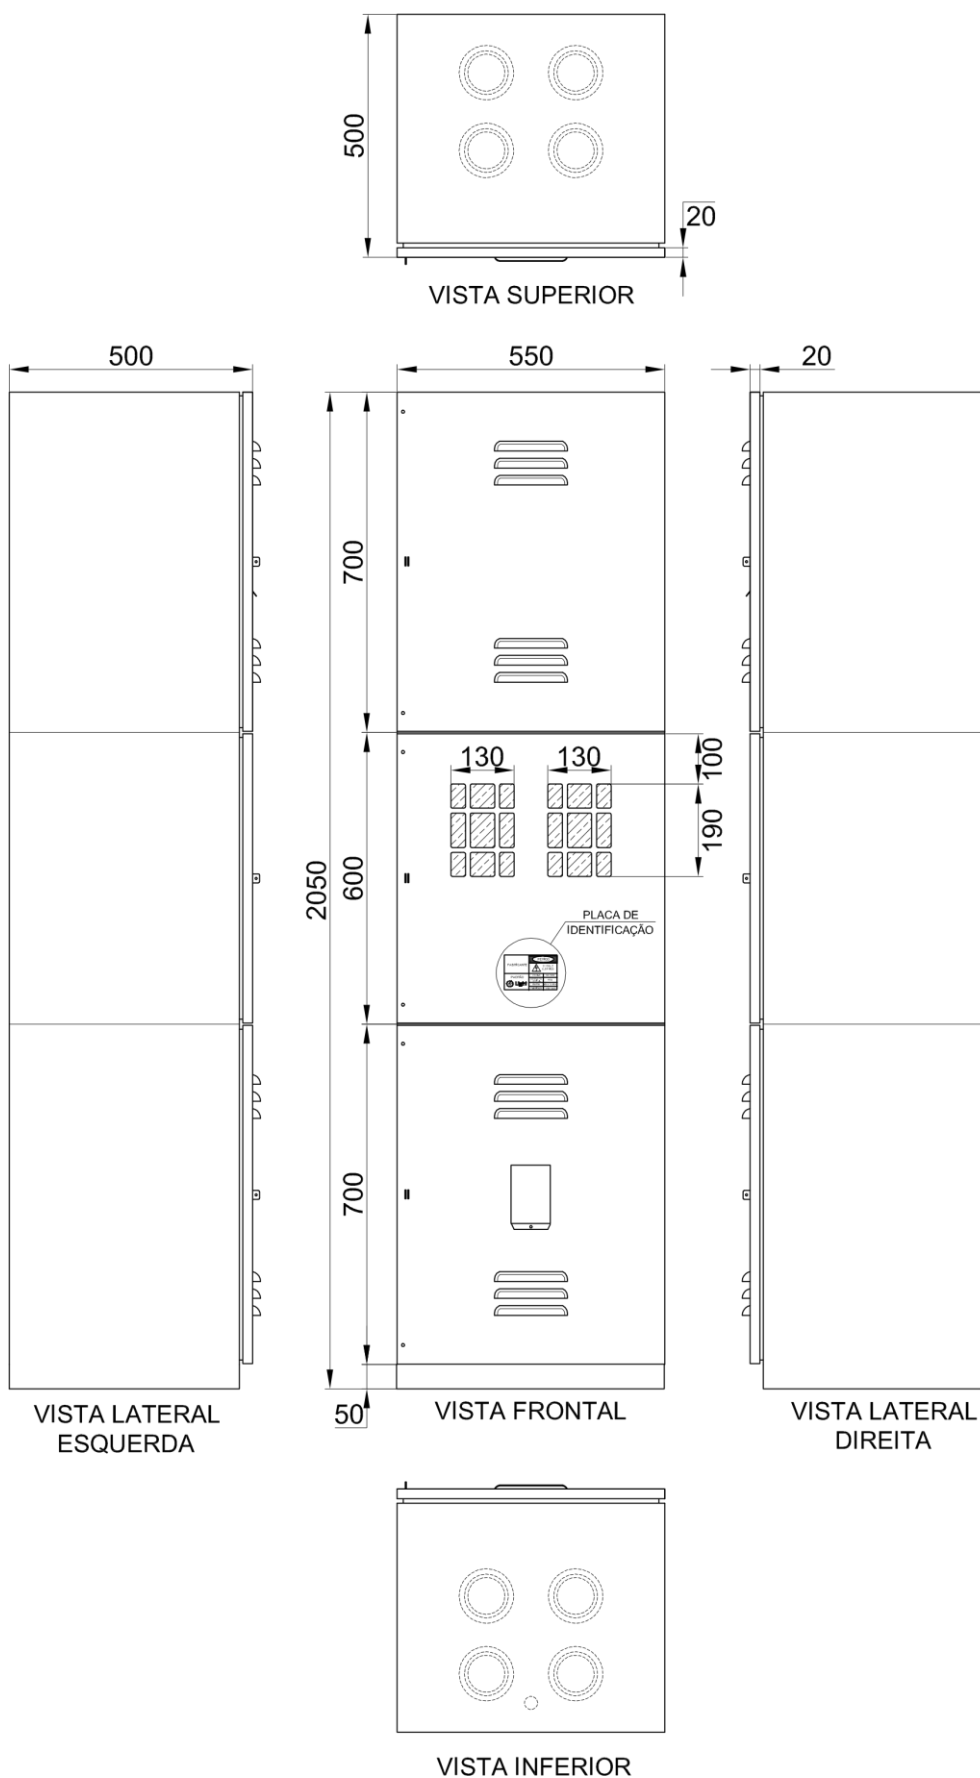 500
20
VISTA SUPERIOR
500
550
20
700
130
130
100
190
2050
600
PLACA DE
IDENTIFICAÇÃO
Light
700
50
VISTA LATERAL
ESQUERDA
VISTA FRONTAL
VISTA LATERAL
DIREITA
VISTA INFERIOR